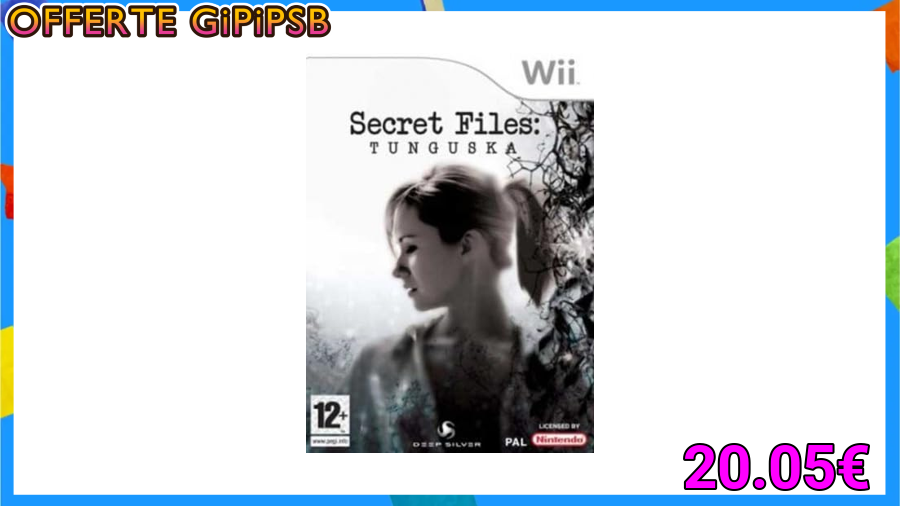 OFFERTE GiPiPSB
Wii
Secret Files:
TUNGUSKA
12+
www.pegi.info
DEEP SILVER
PAL
LICENSED BY
Nintendo
20.05€